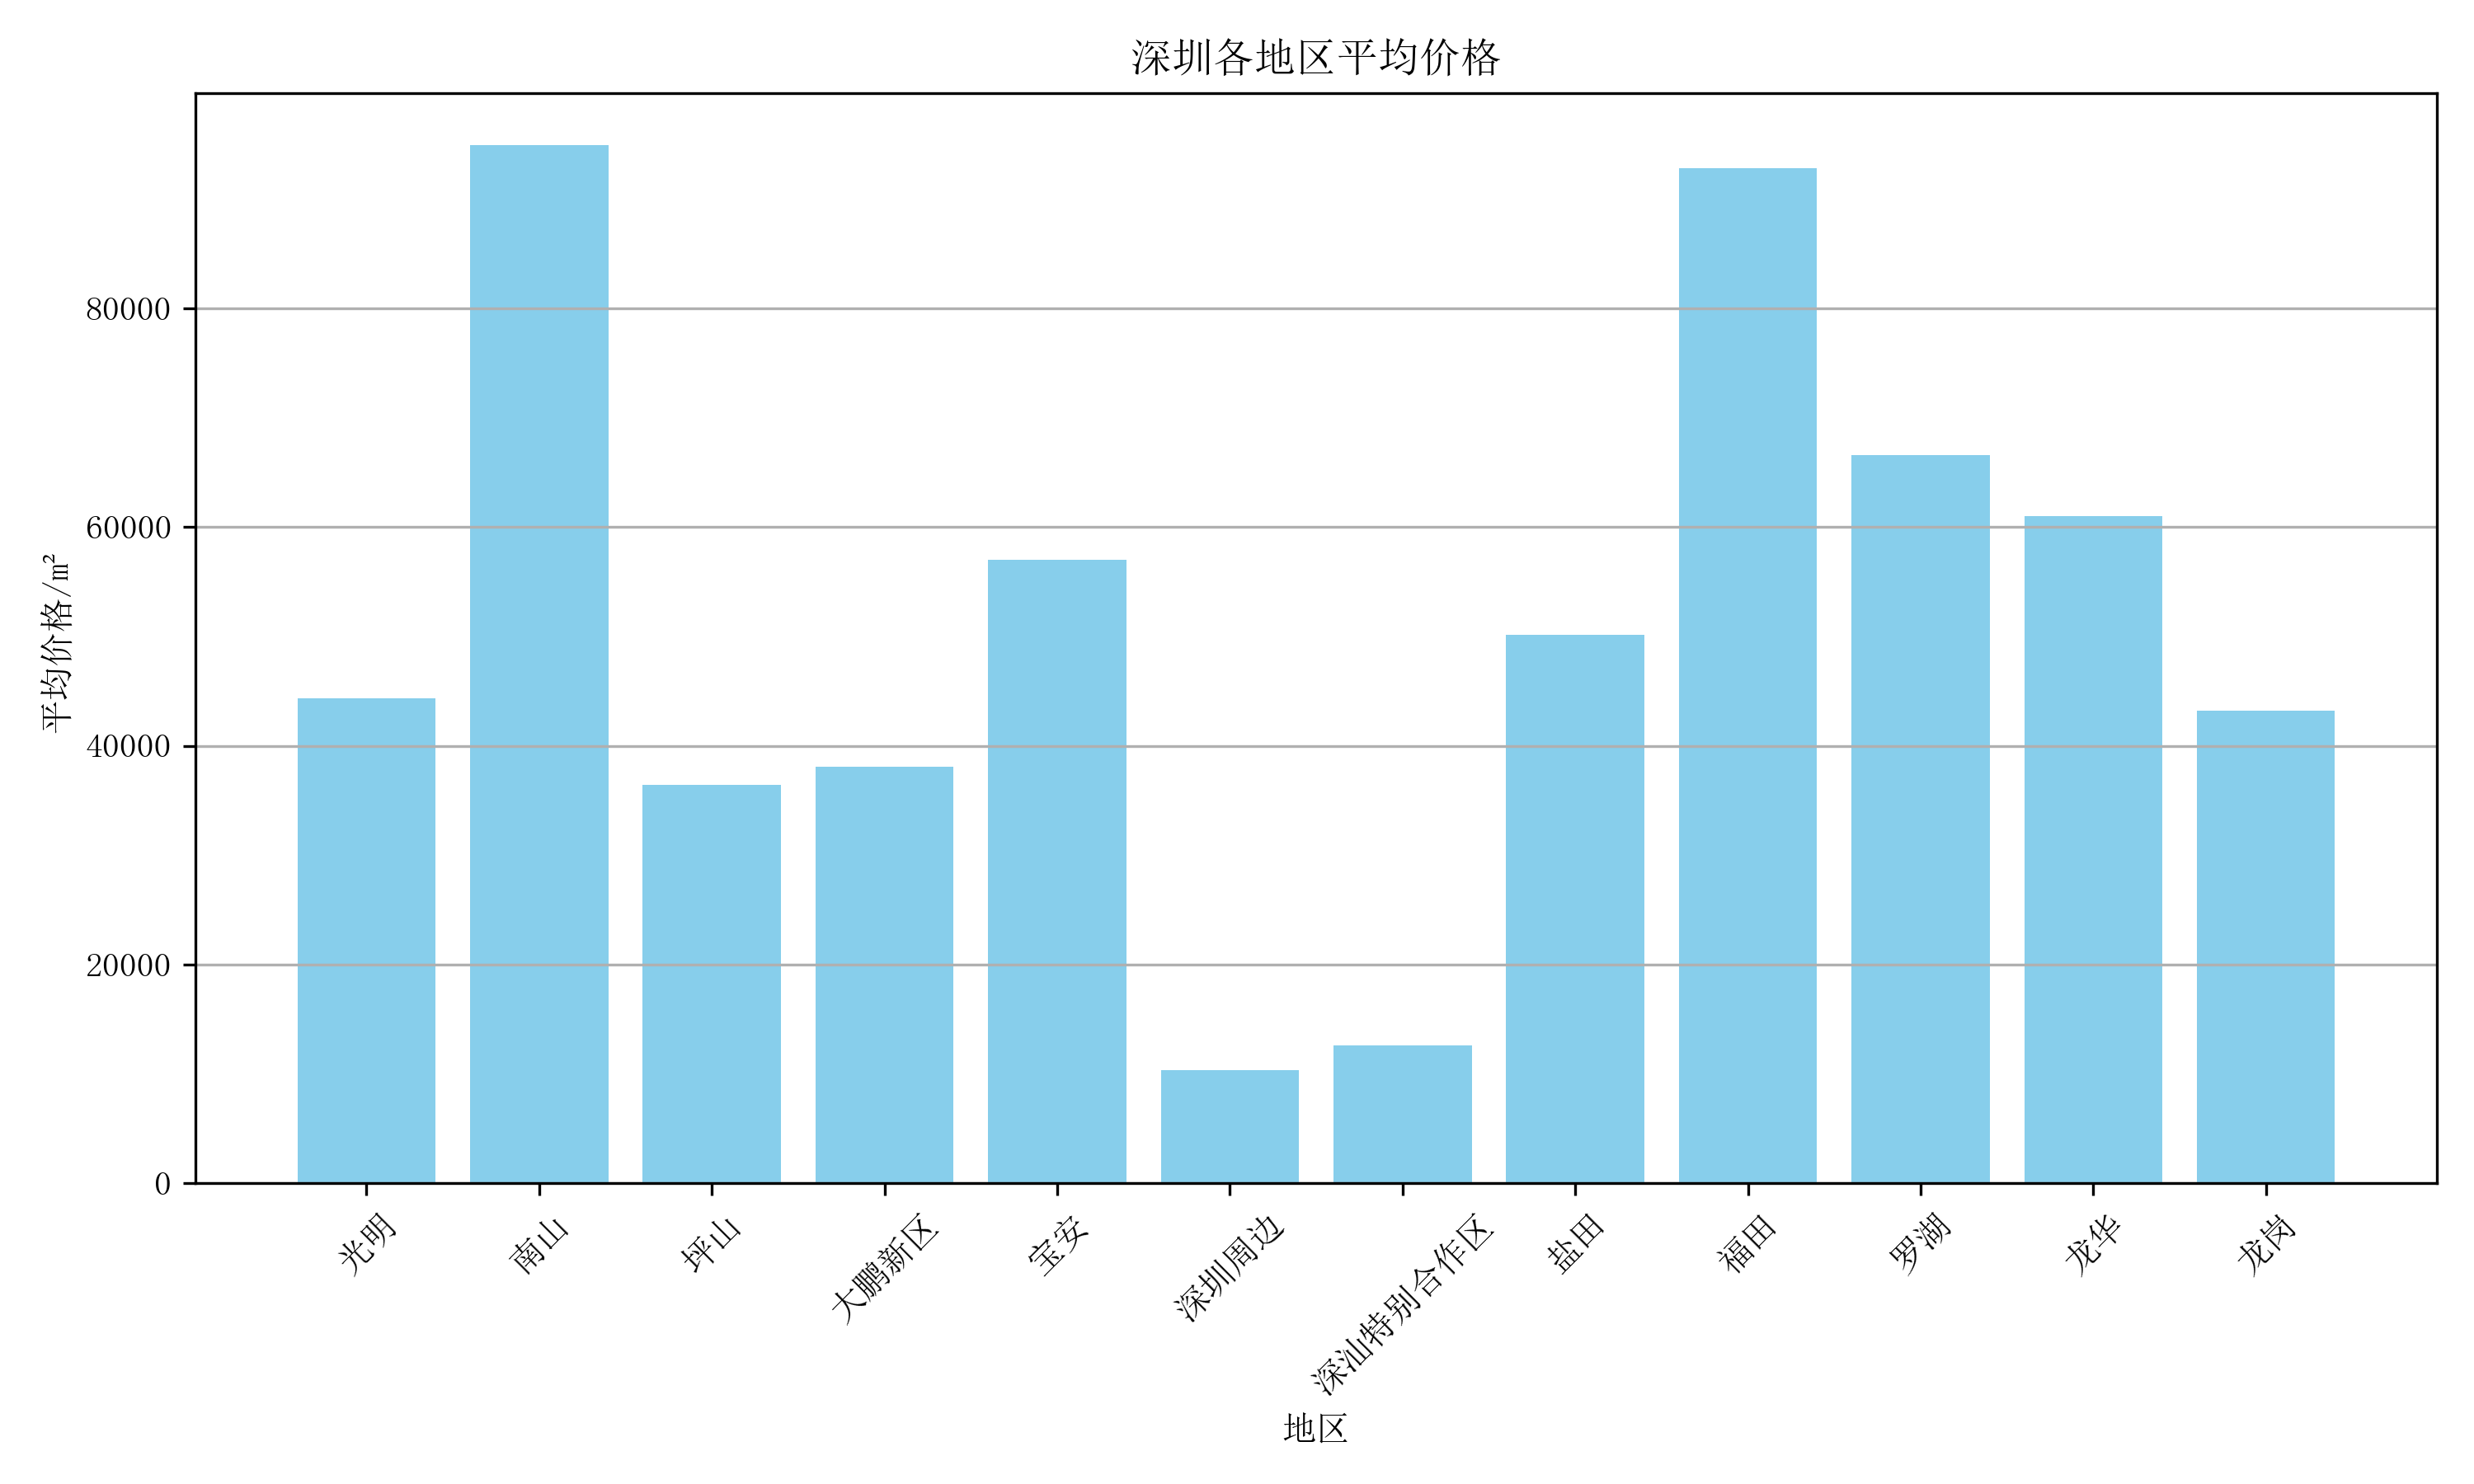 深圳各地区平均价格
平均价格/m²
80000
60000
40000
20000
0
光明
南山
坪山
大鹏新区
宝安
深圳周边
深汕特别合作区
盐田
福田
罗湖
龙华
龙岗
地区